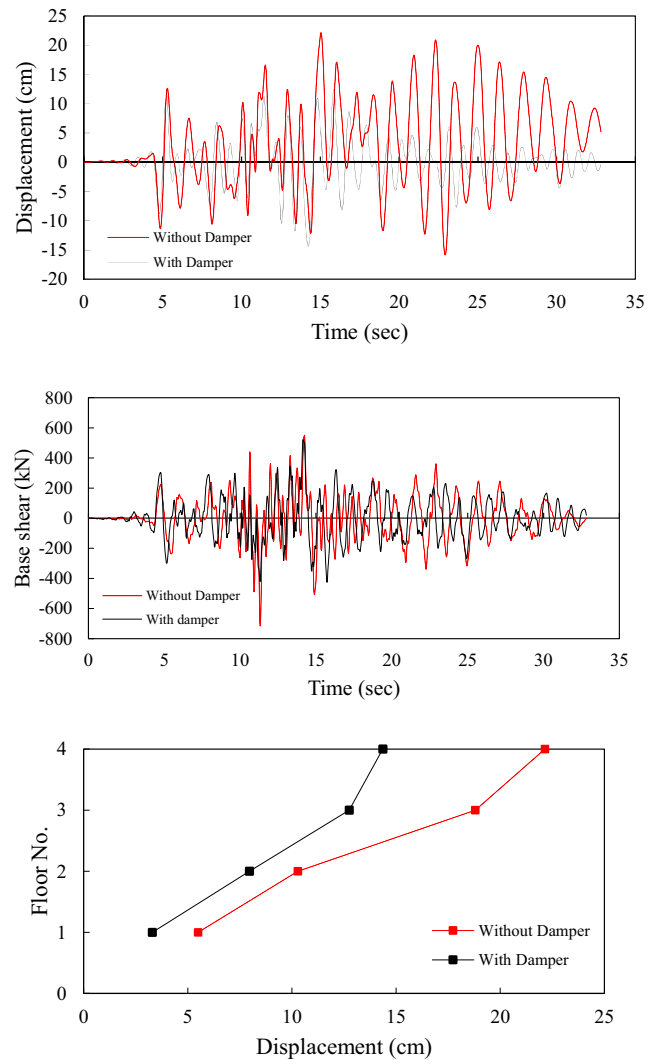 25
20
15
10
5
0
-5
-10
-15
-20
Displacement (cm)
Without Damper
With Damper
0 5 10 15 20 25 30 35
Time (sec)
800
600
400
200
0
-200
-400
-600
-800
Base shear (kN)
Without Damper
With damper
0 5 10 15 20 25 30 35
Time (sec)
4
3
2
1
0
Floor No.
Without Damper
With Damper
0 5 10 15 20 25
Displacement (cm)